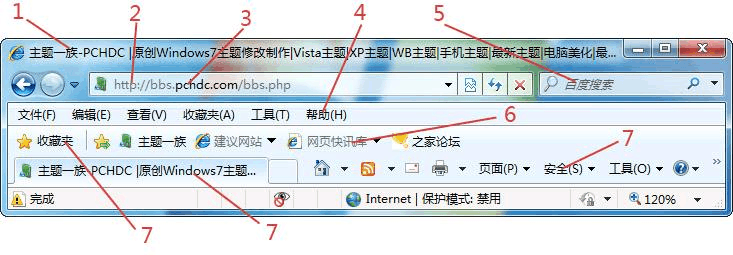 1 2 3 4 5
主题一族-PCHDC |原创Windows7主题修改制作|Vista主题|XP主题|WB主题|手机主题|最新主题|电脑美化|最...
http://bbs.pchdc.com/bbs.php 百度搜索
文件(F) 编辑(E) 查看(V) 收藏夹(A) 工具(T) 帮助(H)
6 7
收藏夹 主题一族 建议网站 网页快讯库 之家论坛
主题一族-PCHDC |原创Windows7主题... 页面(P) 安全(S) 工具(O) »
完成 Internet | 保护模式: 禁用 120%
7 7